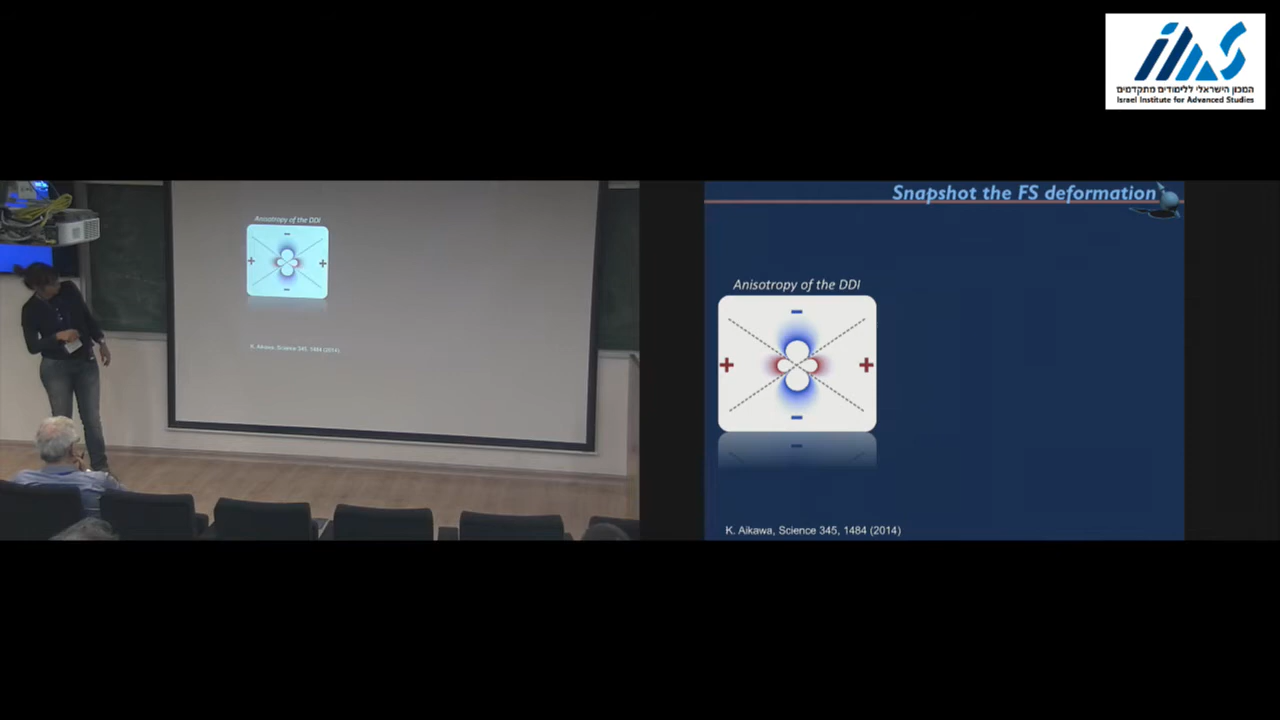 המכון הישראלי ללימודים מתקדמים
Israel Institute for Advanced Studies
Anisotropy of the DDI
−
+ +
−
K. Aikawa, Science 345, 1484 (2014)
Snapshot the FS deformation
Anisotropy of the DDI
−
+ +
−
K. Aikawa, Science 345, 1484 (2014)